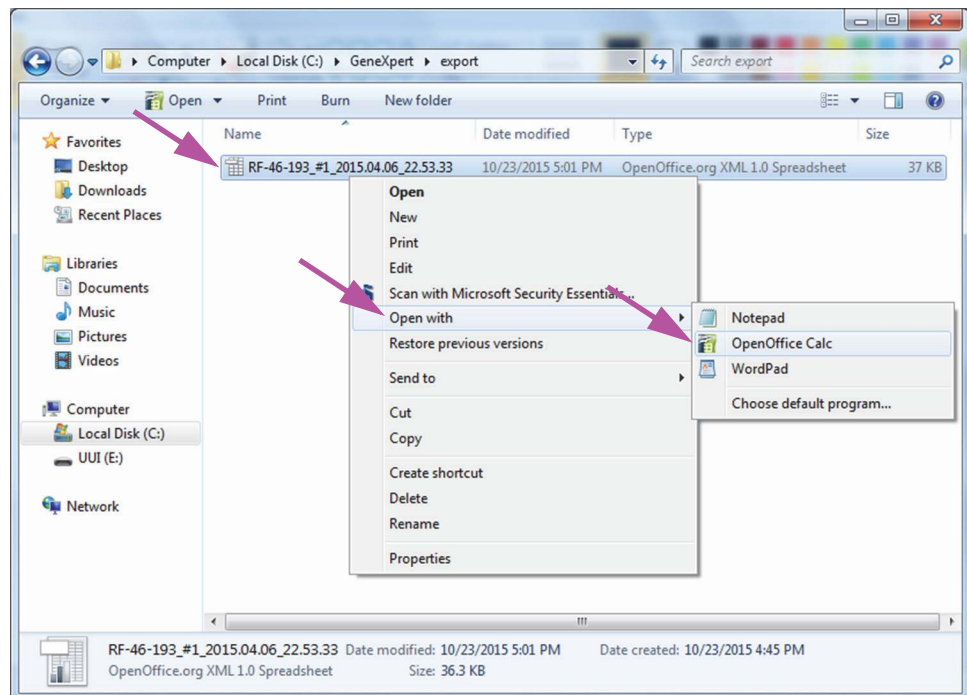 Computer Local Disk (C:) GeneXpert export Search export
Organize Open Print Burn New folder
Name Date modified Type Size
Favorites
Desktop
Downloads
Recent Places
Libraries
Documents
Music
Pictures
Videos
Computer
Local Disk (C:)
UUI (E:)
Network
RF-46-193_#1_2015.04.06_22.53.33 10/23/2015 5:01 PM OpenOffice.org XML 1.0 Spreadsheet 37 KB
Open
New
Print
Edit
Scan with Microsoft Security Essentials...
Open with
Restore previous versions
Send to
Cut
Copy
Create shortcut
Delete
Rename
Properties
Notepad
OpenOffice Calc
WordPad
Choose default program...
RF-46-193_#1_2015.04.06_22.53.33 Date modified: 10/23/2015 5:01 PM Date created: 10/23/2015 4:45 PM
OpenOffice.org XML 1.0 Spreadsheet Size: 36.3 KB